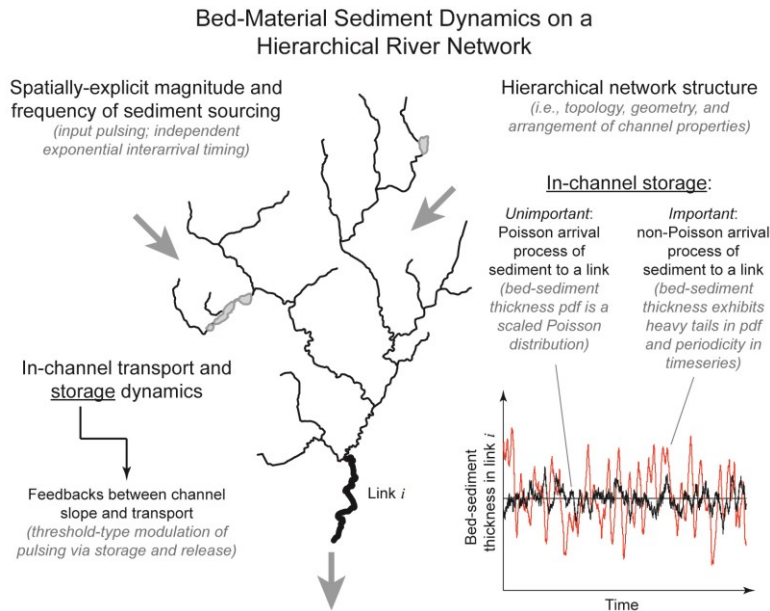 Bed-Material Sediment Dynamics on a
Hierarchical River Network
Spatially-explicit magnitude and
frequency of sediment sourcing
(input pulsing; independent
exponential interarrival timing)
Hierarchical network structure
(i.e., topology, geometry, and
arrangement of channel properties)
In-channel storage:
Unimportant:
Poisson arrival
process of
sediment to a link
(bed-sediment
thickness pdf is a
scaled Poisson
distribution)
Important:
non-Poisson arrival
process of
sediment to a link
(bed-sediment
thickness exhibits
heavy tails in pdf
and periodicity in
timeseries)
In-channel transport and
storage dynamics
Feedbacks between channel
slope and transport
(threshold-type modulation of
pulsing via storage and release)
Link i
Bed-sediment
thickness in link i
Time